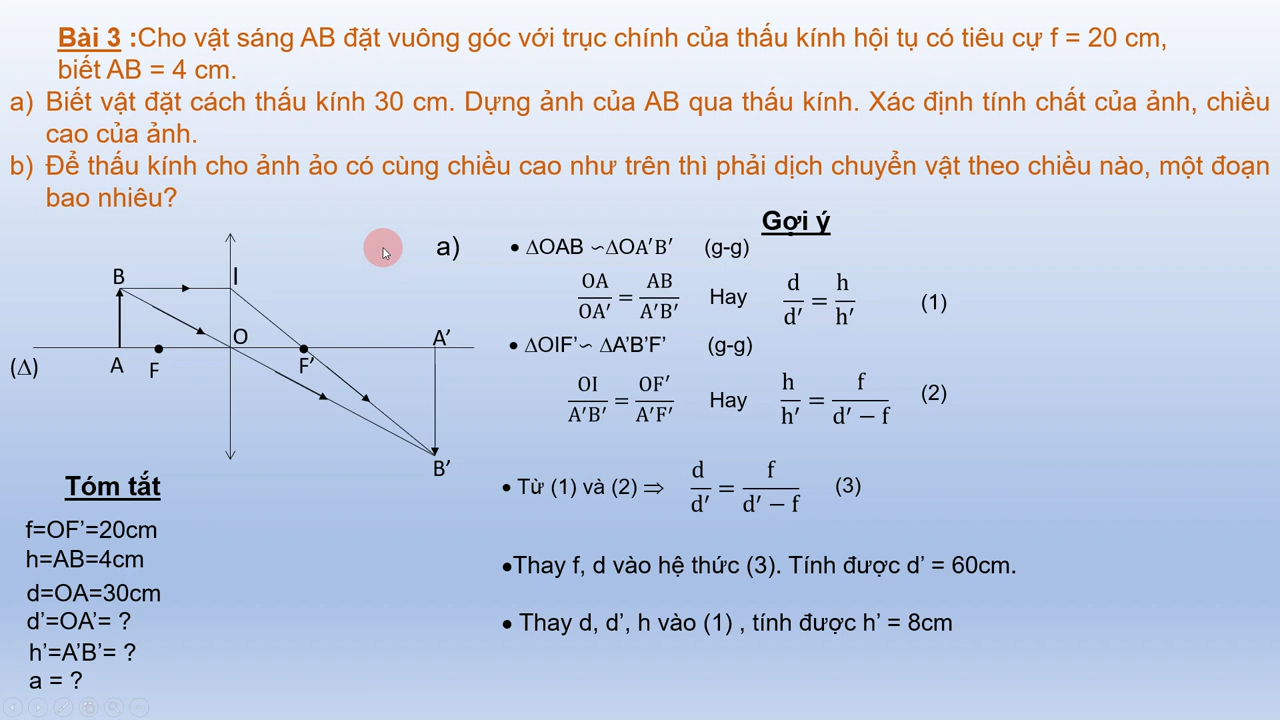 Bài 3 :Cho vật sáng AB đặt vuông góc với trục chính của thấu kính hội tụ có tiêu cự f = 20 cm,
biết AB = 4 cm.
a) Biết vật đặt cách thấu kính 30 cm. Dựng ảnh của AB qua thấu kính. Xác định tính chất của ảnh, chiều
cao của ảnh.
b) Để thấu kính cho ảnh ảo có cùng chiều cao như trên thì phải dịch chuyển vật theo chiều nào, một đoạn
bao nhiêu?
B
I
O
A'
(Δ)
A
F
F'
B'
Tóm tắt
f=OF'=20cm
h=AB=4cm
d=OA=30cm
d'=OA'= ?
h'=A'B'= ?
a = ?
Gợi ý
a) • ΔOAB ∽ΔOA′B′ (g-g)
OA/OA′ = AB/A′B′ Hay d/d′ = h/h′ (1)
• ΔOIF'∽ ΔA'B'F' (g-g)
OI/A′B′ = OF′/A′F′ Hay h/h′ = f/(d′ − f) (2)
• Từ (1) và (2) ⇒ d/d′ = f/(d′ − f) (3)
•Thay f, d vào hệ thức (3). Tính được d' = 60cm.
• Thay d, d', h vào (1) , tính được h' = 8cm